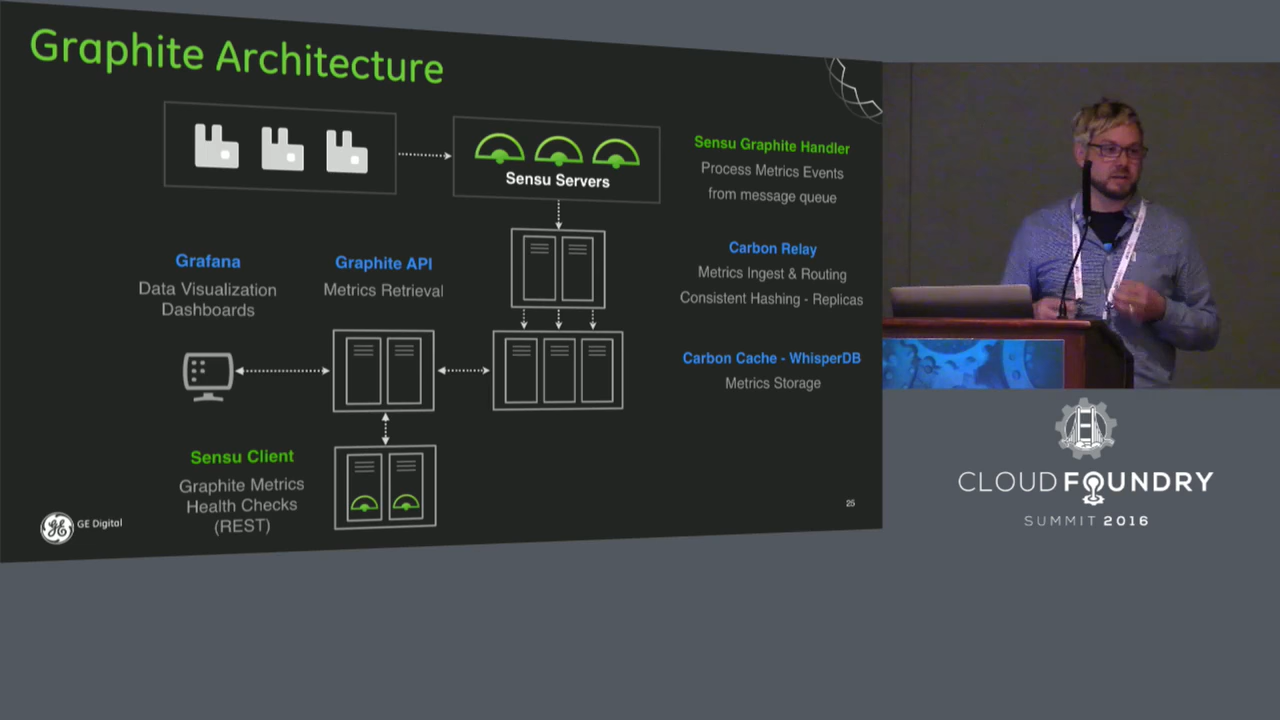 Graphite Architecture
Sensu Servers
Sensu Graphite Handler
Process Metrics Events
from message queue
Grafana
Data Visualization
Dashboards
Graphite API
Metrics Retrieval
Carbon Relay
Metrics Ingest & Routing
Consistent Hashing - Replicas
Carbon Cache - WhisperDB
Metrics Storage
Sensu Client
Graphite Metrics
Health Checks
(REST)
GE Digital
25
CLOUD FOUNDRY
SUMMIT 2016